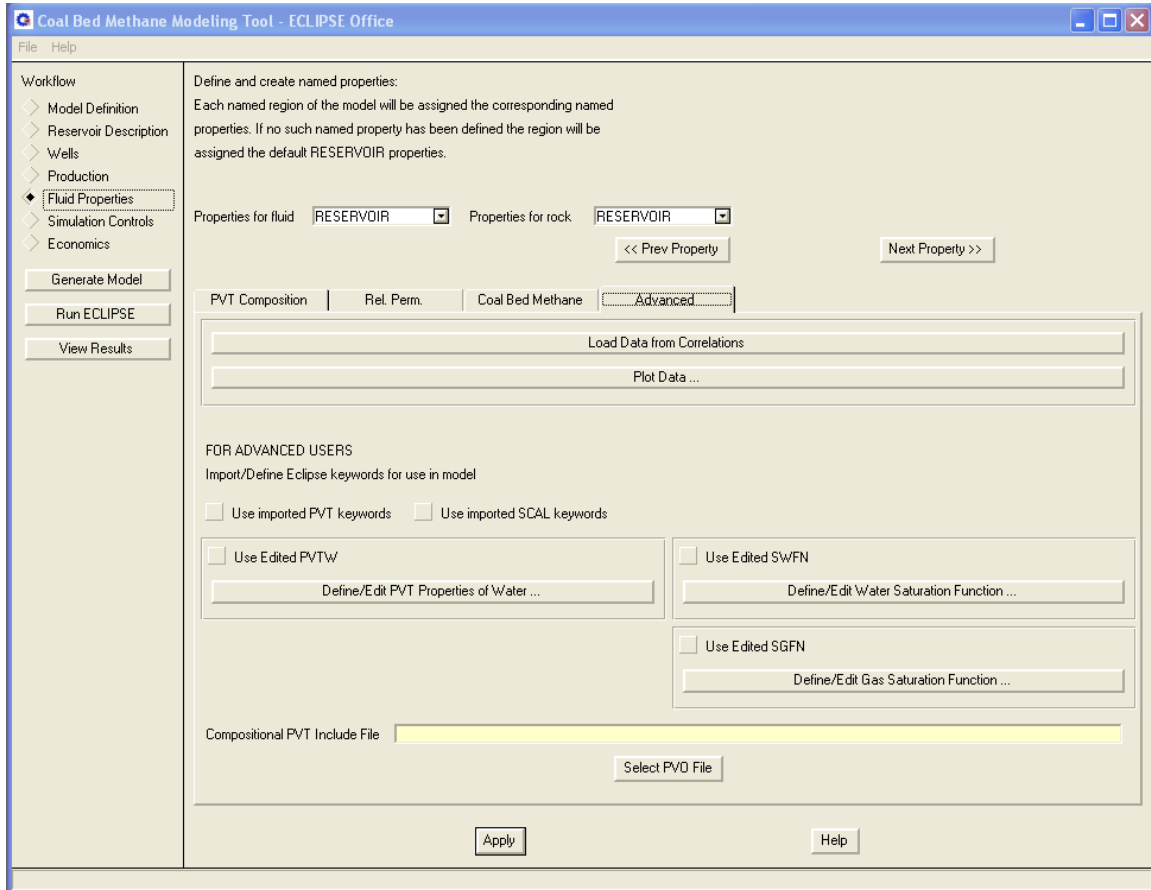 Coal Bed Methane Modeling Tool - ECLIPSE Office
File Help
Workflow
Model Definition
Reservoir Description
Wells
Production
Fluid Properties
Simulation Controls
Economics
Generate Model
Run ECLIPSE
View Results
Define and create named properties:
Each named region of the model will be assigned the corresponding named
properties. If no such named property has been defined the region will be
assigned the default RESERVOIR properties.
Properties for fluid RESERVOIR Properties for rock RESERVOIR
<< Prev Property Next Property >>
PVT Composition Rel. Perm. Coal Bed Methane Advanced
Load Data from Correlations
Plot Data ...
FOR ADVANCED USERS
Import/Define Eclipse keywords for use in model
Use imported PVT keywords Use imported SCAL keywords
Use Edited PVTW Use Edited SWFN
Define/Edit PVT Properties of Water ... Define/Edit Water Saturation Function ...
Use Edited SGFN
Define/Edit Gas Saturation Function ...
Compositional PVT Include File
Select PVO File
Apply Help